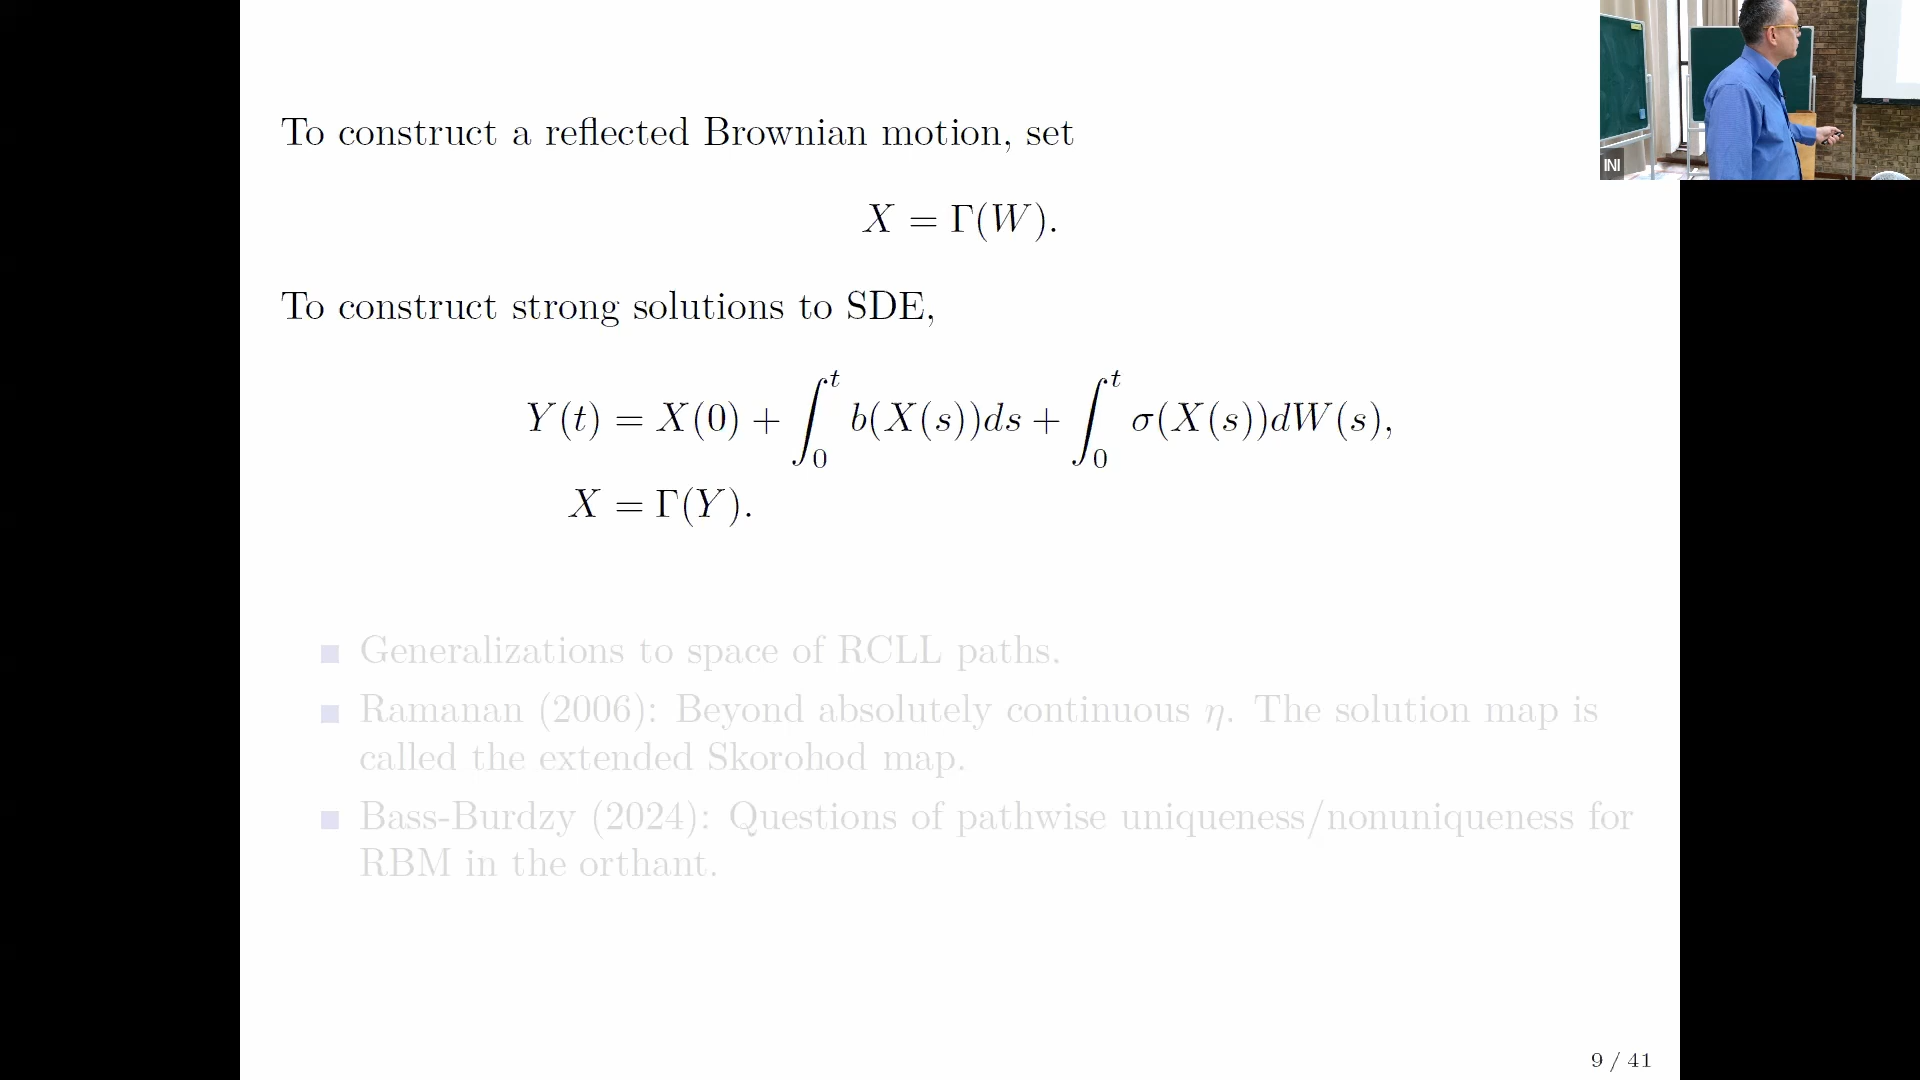 To construct a reflected Brownian motion, set
X = Γ(W).
To construct strong solutions to SDE,
Y(t) = X(0) + ∫₀ᵗ b(X(s))ds + ∫₀ᵗ σ(X(s))dW(s),
X = Γ(Y).
Generalizations to space of RCLL paths.
Ramanan (2006): Beyond absolutely continuous η. The solution map is
called the extended Skorohod map.
Bass-Burdzy (2024): Questions of pathwise uniqueness/nonuniqueness for
RBM in the orthant.
9 / 41
INI